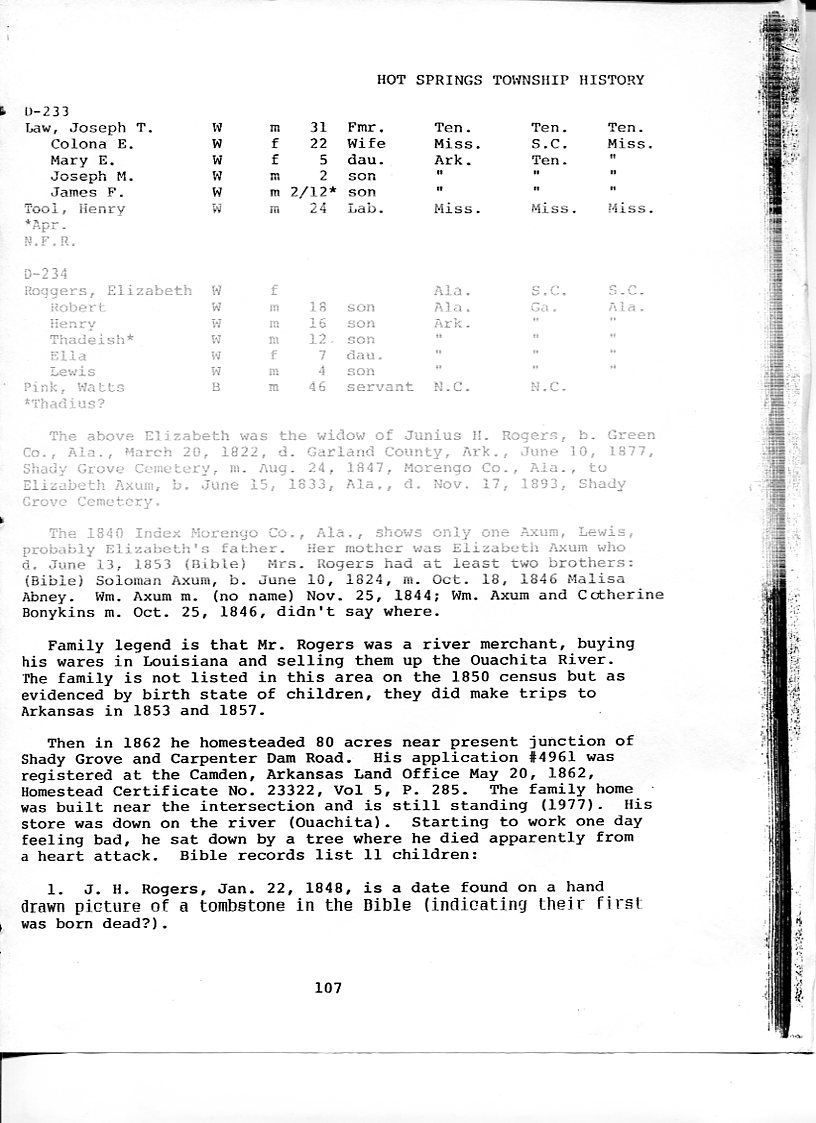 HOT SPRINGS TOWNSHIP HISTORY
D-233
Law, Joseph T. W m 31 Fmr. Ten. Ten. Ten.
Colona E. W f 22 Wife Miss. S.C. Miss.
Mary E. W f 5 dau. Ark. Ten. "
Joseph M. W m 2 son " " "
James F. W m 2/12* son " " "
Tool, Henry W m 24 Lab. Miss. Miss. Miss.
*Apr.
N.F.R.
D-234
Roggers, Elizabeth W f Ala. S.C. S.C.
Robert W m 18 son Ala. Ga. Ala.
Henry W m 16 son Ark. " "
Thadeish* W m 12. son " " "
Ella W f 7 dau. " " "
Lewis W m 4 son " " "
Pink, Watts B m 46 servant N.C. N.C.
*Thadius?
The above Elizabeth was the widow of Junius H. Rogers, b. Green
Co., Ala., March 20, 1822, d. Garland County, Ark., June 10, 1877,
Shady Grove Cemetery, m. Aug. 24, 1847, Morengo Co., Ala., to
Elizabeth Axum, b. June 15, 1833, Ala., d. Nov. 17, 1893, Shady
Grove Cemetery.
The 1840 Index Morengo Co., Ala., shows only one Axum, Lewis,
probably Elizabeth's father. Her mother was Elizabeth Axum who
d. June 13, 1853 (Bible) Mrs. Rogers had at least two brothers:
(Bible) Soloman Axum, b. June 10, 1824, m. Oct. 18, 1846 Malisa
Abney. Wm. Axum m. (no name) Nov. 25, 1844; Wm. Axum and Catherine
Bonykins m. Oct. 25, 1846, didn't say where.
Family legend is that Mr. Rogers was a river merchant, buying
his wares in Louisiana and selling them up the Ouachita River.
The family is not listed in this area on the 1850 census but as
evidenced by birth state of children, they did make trips to
Arkansas in 1853 and 1857.
Then in 1862 he homesteaded 80 acres near present junction of
Shady Grove and Carpenter Dam Road. His application #4961 was
registered at the Camden, Arkansas Land Office May 20, 1862,
Homestead Certificate No. 23322, Vol 5, P. 285. The family home
was built near the intersection and is still standing (1977). His
store was down on the river (Ouachita). Starting to work one day
feeling bad, he sat down by a tree where he died apparently from
a heart attack. Bible records list 11 children:
1. J. H. Rogers, Jan. 22, 1848, is a date found on a hand
drawn picture of a tombstone in the Bible (indicating their first
was born dead?).
107